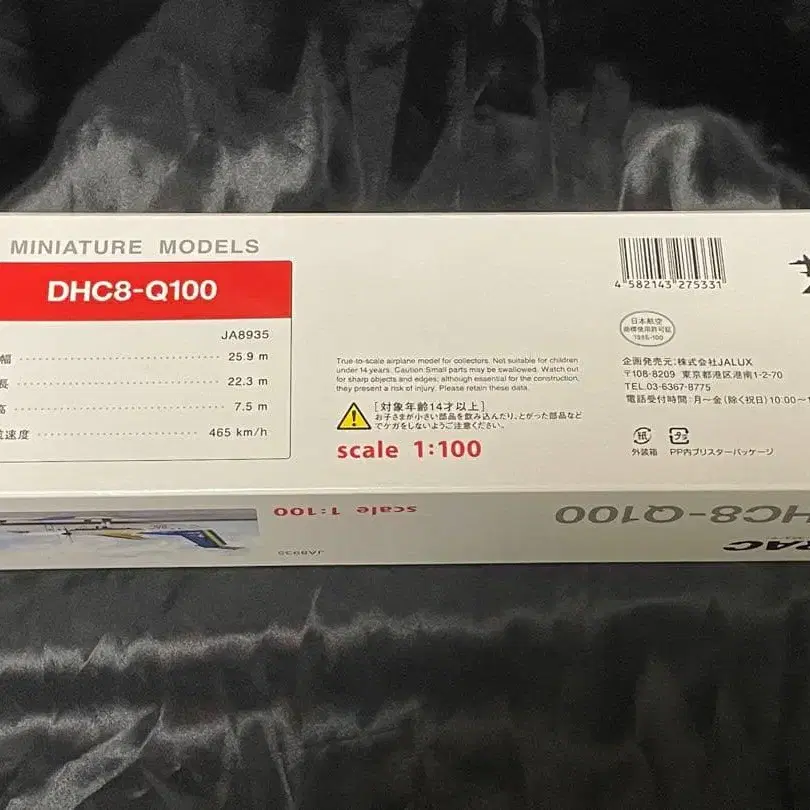 MINIATURE MODELS
DHC8-Q100
JA8935
幅 25.9 m
長 22.3 m
高 7.5 m
速度 465 km/h
True-to-scale airplane model for collectors. Not suitable for children
under 14 years. Caution Small parts may be swallowed. Watch out
for sharp objects and edges; although essential for the construction,
they present a risk of injury. Please retain these data.
[対象年齢14才以上]
お子さまが小さい部品を飲み込んだり、とがった部品など
でケガをしないようご注意ください。
scale 1:100
4 582143 275331
日本航空
商標使用許可証
企画発売元:株式会社JALUX
〒108-8209 東京都港区港南1-2-70
TEL.03-6367-8775
電話受付時間:月～金(除く祝日)10:00～1
紙
プラ
外装箱 PP内ブリスターパッケージ
scale 1:100
JA8935
HC8-Q100
RAC